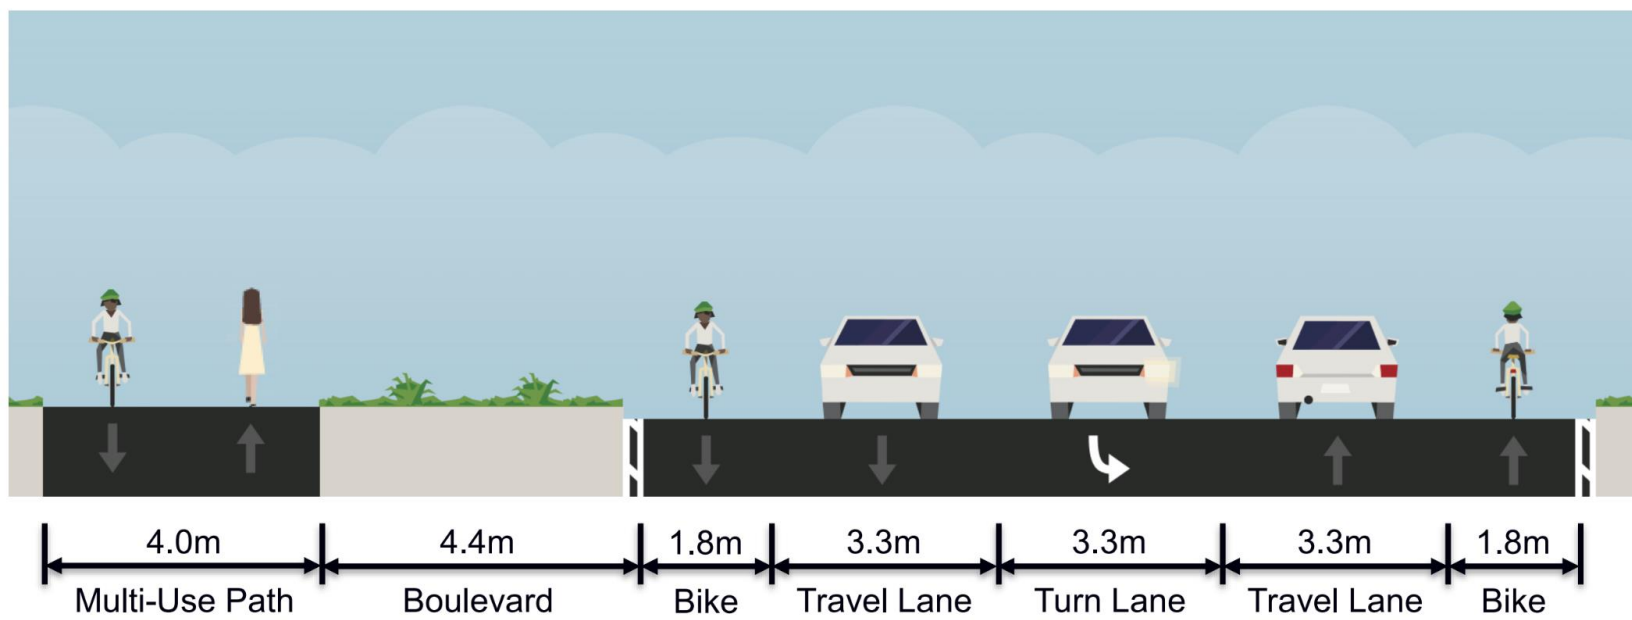 4.0m 4.4m 1.8m 3.3m 3.3m 3.3m 1.8m
Multi-Use Path Boulevard Bike Travel Lane Turn Lane Travel Lane Bike